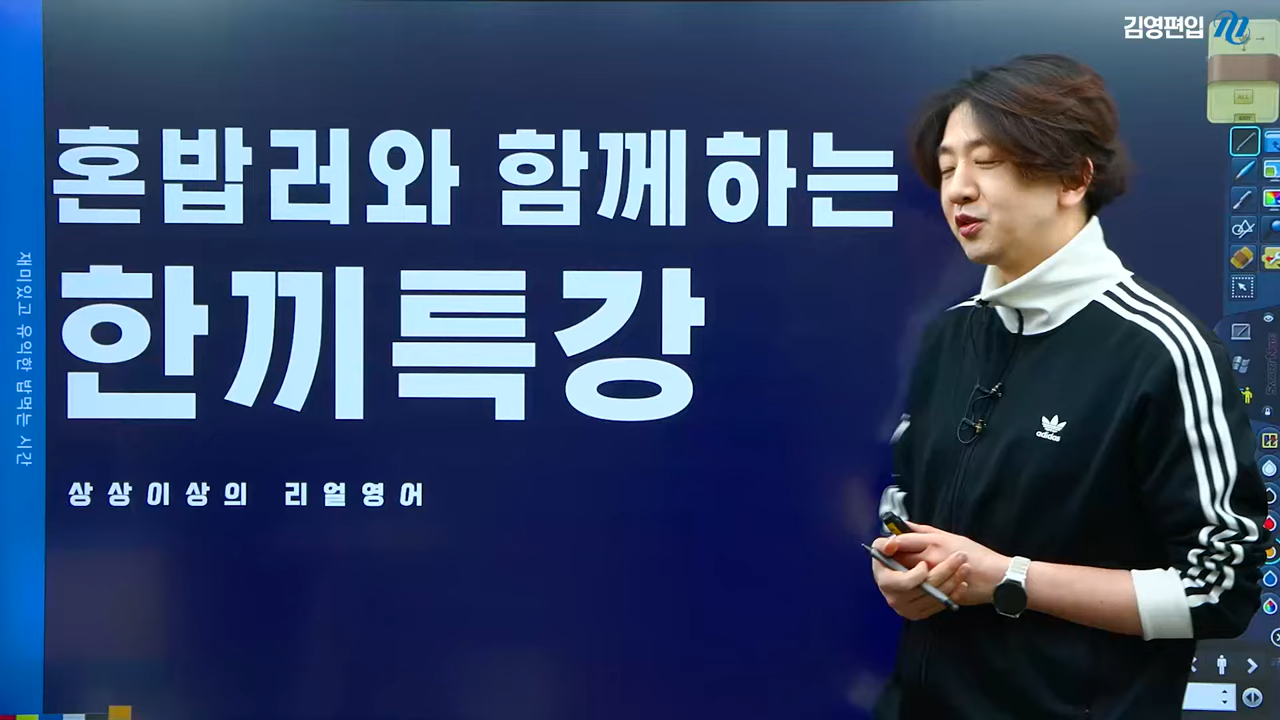 김영편입
혼밥러와 함께하는
한끼특강
상상이상의 리얼영어
재미있고 유익한 밥먹는 시간
adidas
ALL